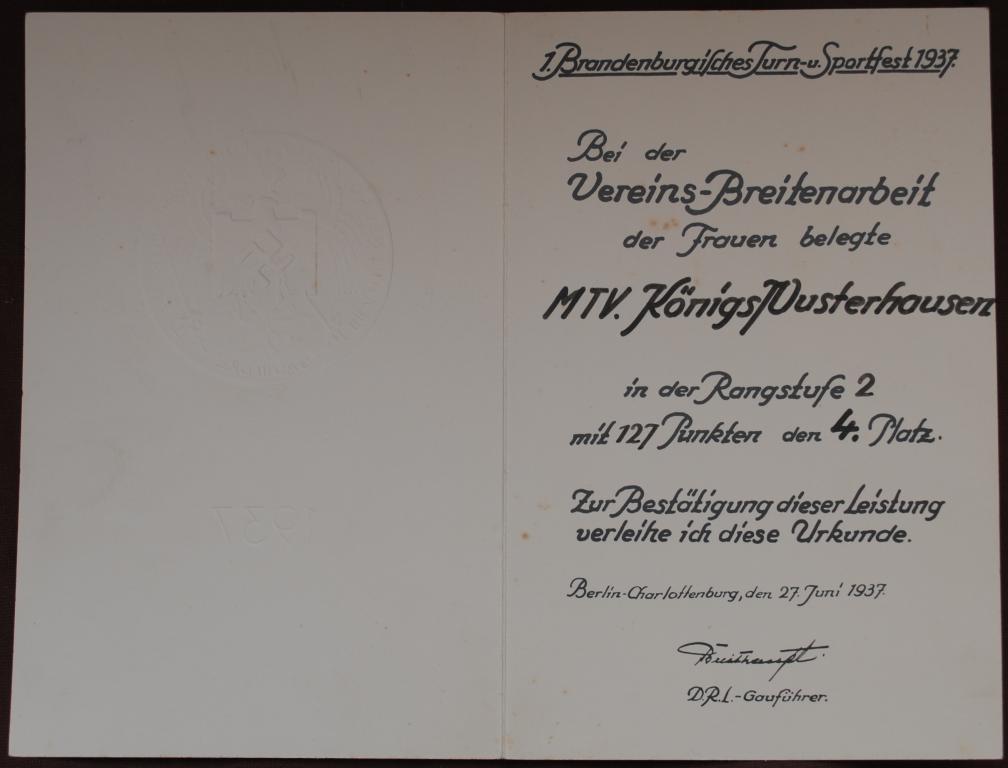 1. Brandenburgisches Turn- u. Sportfest 1937.
Bei der
Vereins-Breitenarbeit
der Frauen belegte
MTV. Königs Wusterhausen
in der Rangstufe 2
mit 127 Punkten den 4. Platz.
Zur Bestätigung dieser Leistung
verleihe ich diese Urkunde.
Berlin-Charlottenburg, den 27. Juni 1937.
D.R.L.-Gauführer.
1937